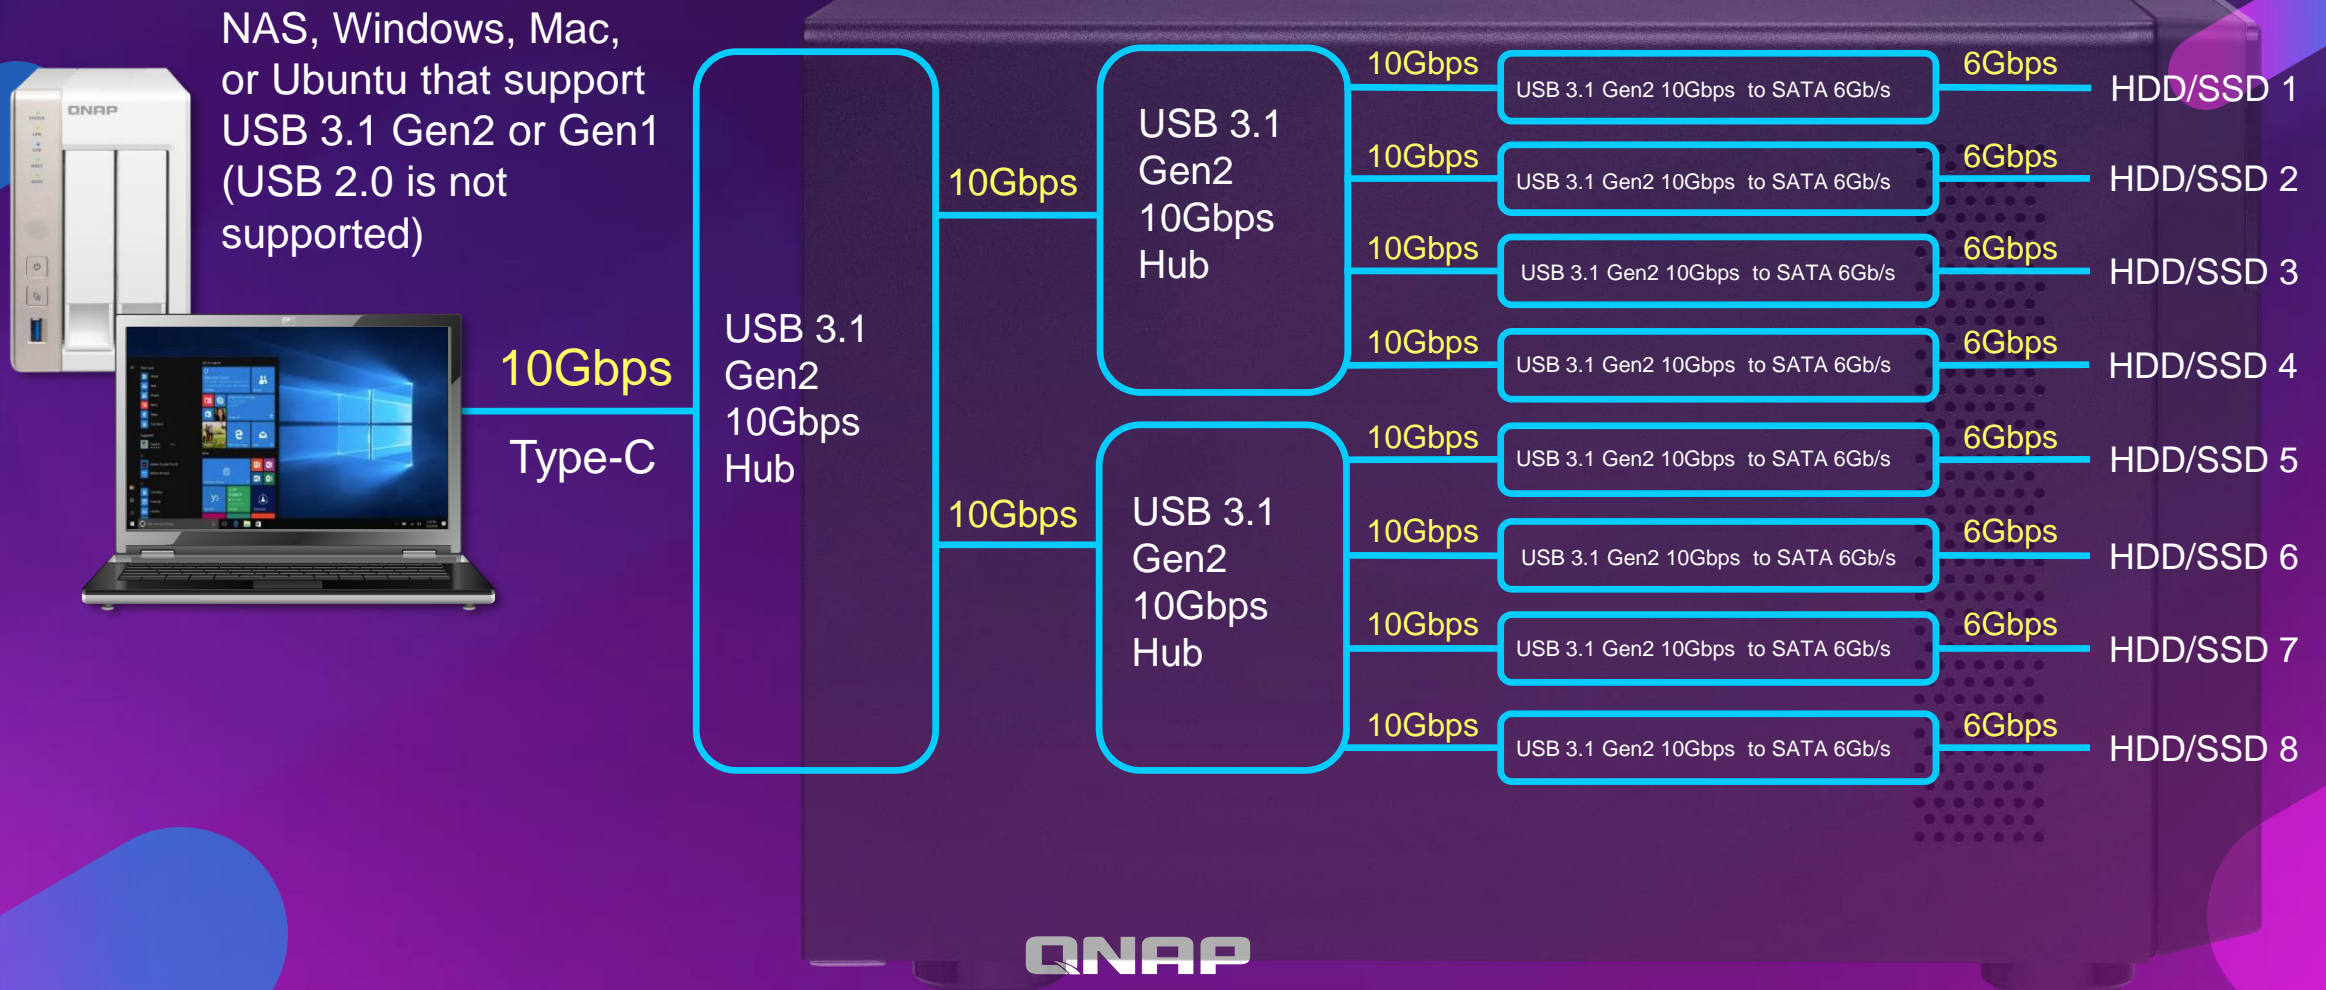 NAS, Windows, Mac,
or Ubuntu that support
USB 3.1 Gen2 or Gen1
(USB 2.0 is not
supported)
QNAP
10Gbps
Type-C
USB 3.1
Gen2
10Gbps
Hub
10Gbps
10Gbps
USB 3.1
Gen2
10Gbps
Hub
USB 3.1
Gen2
10Gbps
Hub
10Gbps USB 3.1 Gen2 10Gbps to SATA 6Gb/s 6Gbps HDD/SSD 1
10Gbps USB 3.1 Gen2 10Gbps to SATA 6Gb/s 6Gbps HDD/SSD 2
10Gbps USB 3.1 Gen2 10Gbps to SATA 6Gb/s 6Gbps HDD/SSD 3
10Gbps USB 3.1 Gen2 10Gbps to SATA 6Gb/s 6Gbps HDD/SSD 4
10Gbps USB 3.1 Gen2 10Gbps to SATA 6Gb/s 6Gbps HDD/SSD 5
10Gbps USB 3.1 Gen2 10Gbps to SATA 6Gb/s 6Gbps HDD/SSD 6
10Gbps USB 3.1 Gen2 10Gbps to SATA 6Gb/s 6Gbps HDD/SSD 7
10Gbps USB 3.1 Gen2 10Gbps to SATA 6Gb/s 6Gbps HDD/SSD 8
QNAP